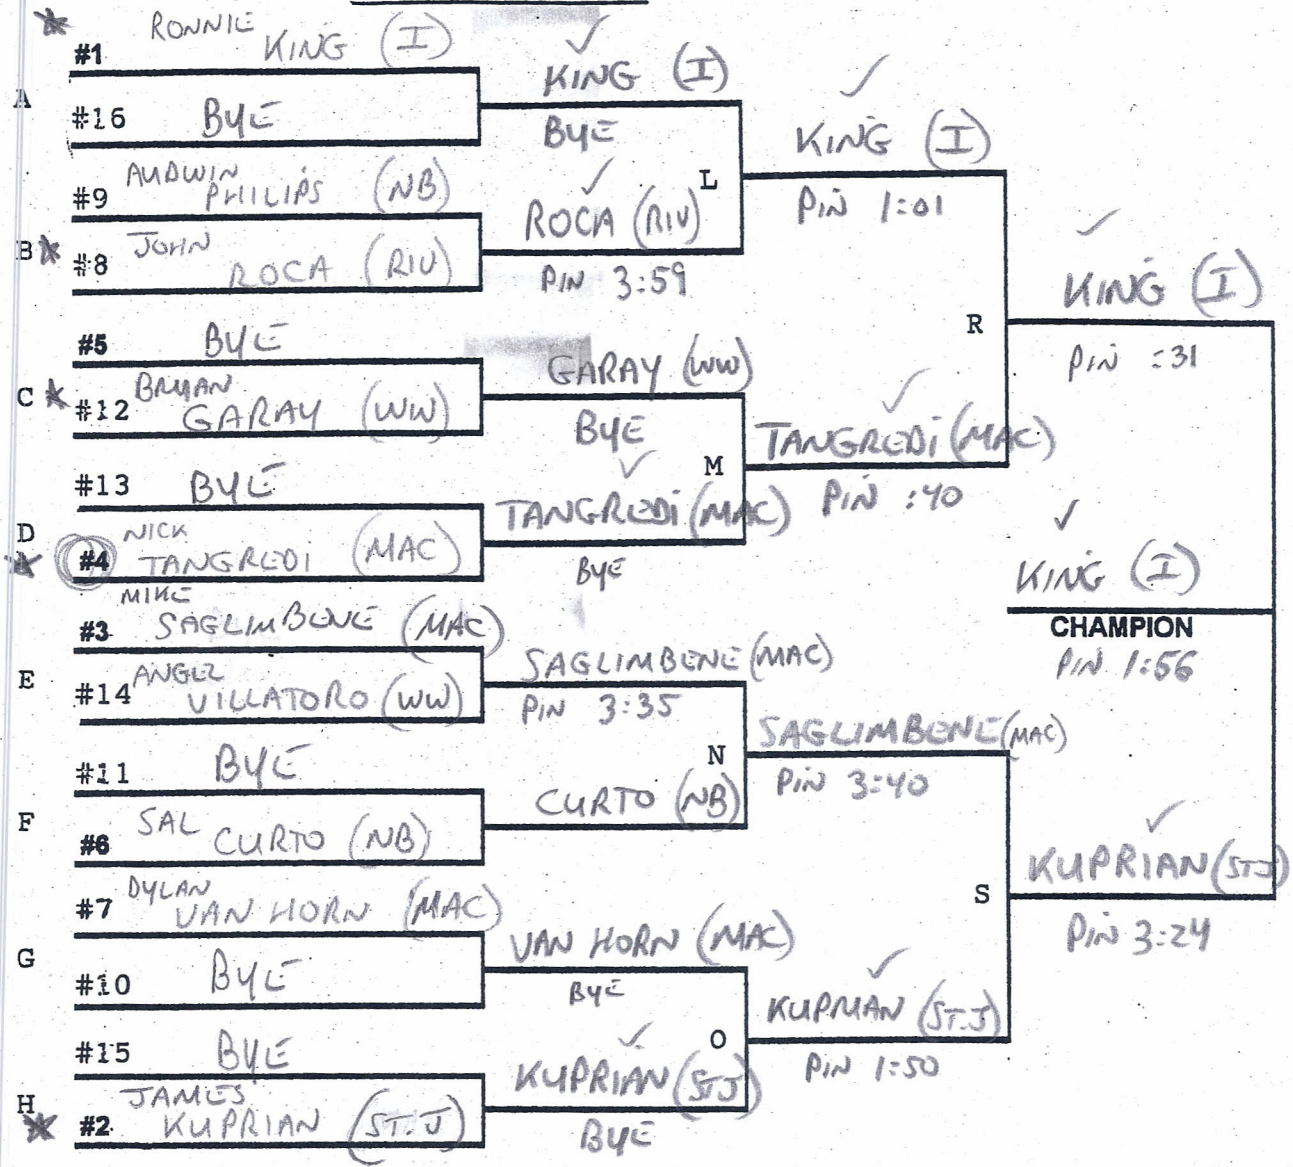 RONNIE
#1 KING (I)
A
#16 BYE
AUDWIN
#9 PHILIPS (NB)
B
JOHN
#8 ROCA (RIV)
#5 BYE
C
BRYAN
#12 GARAY (WW)
#13 BYE
D
NICK
#4 TANGREDI (MAC)
MIKE
#3 SAGLIMBENE (MAC)
E
ANGEL
#14 VILLATORO (WW)
#11 BYE
F
SAL
#6 CURTO (NB)
DYLAN
#7 VAN HORN (MAC)
G
#10 BYE
#15 BYE
H
JAMES
#2 KUPRIAN (ST.J)
KING (I)
BYE
L
ROCA (RIV)
PIN 3:59
GARAY (WW)
BYE
M
TANGREDI (MAC)
BYE
SAGLIMBENE (MAC)
PIN 3:35
N
CURTO (NB)
VAN HORN (MAC)
BYE
O
KUPRIAN (STJ)
BYE
KING (I)
PIN 1:01
R
TANGREDI (MAC)
PIN :40
SAGLIMBENE (MAC)
PIN 3:40
S
KUPRIAN (ST.J)
PIN 1:50
KING (I)
PIN :31
KING (I)
CHAMPION
PIN 1:56
KUPRIAN (STJ)
PIN 3:24